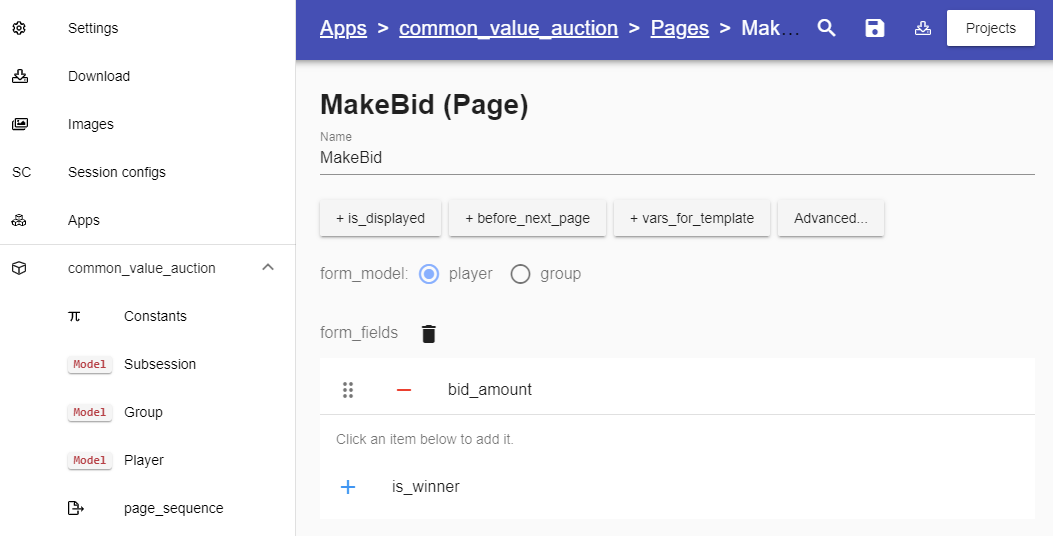 Settings
Download
Images
SC Session configs
Apps
common_value_auction
π Constants
Model Subsession
Model Group
Model Player
page_sequence
Apps > common_value_auction > Pages > Mak...
Projects
MakeBid (Page)
Name
MakeBid
+ is_displayed + before_next_page + vars_for_template Advanced...
form_model: player group
form_fields
bid_amount
Click an item below to add it.
is_winner